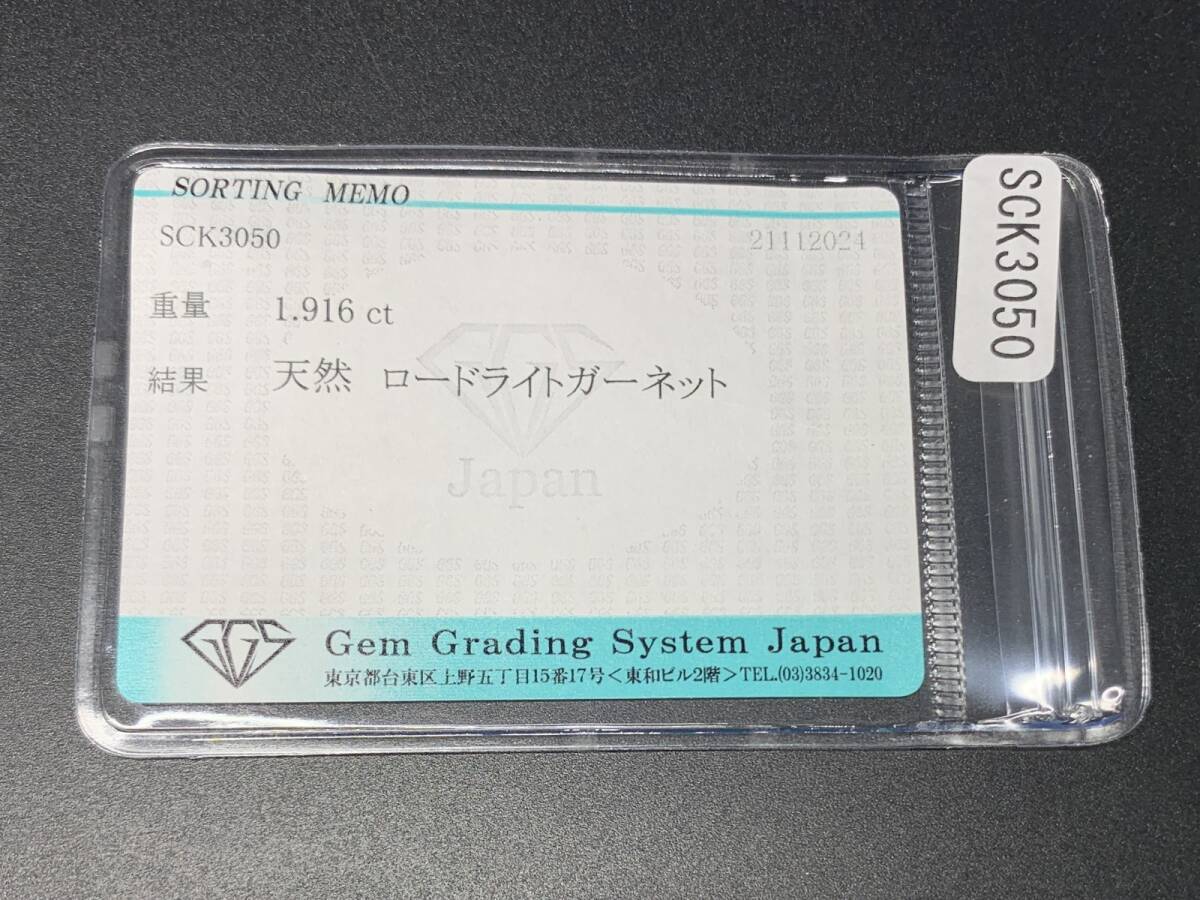 SORTING MEMO
SCK3050 21112024
重量 1.916 ct
結果 天然 ロードライトガーネット
GGS
Japan
GGS Gem Grading System Japan
東京都台東区上野五丁目15番17号＜東和ビル2階＞TEL.(03)3834-1020
SCK3050